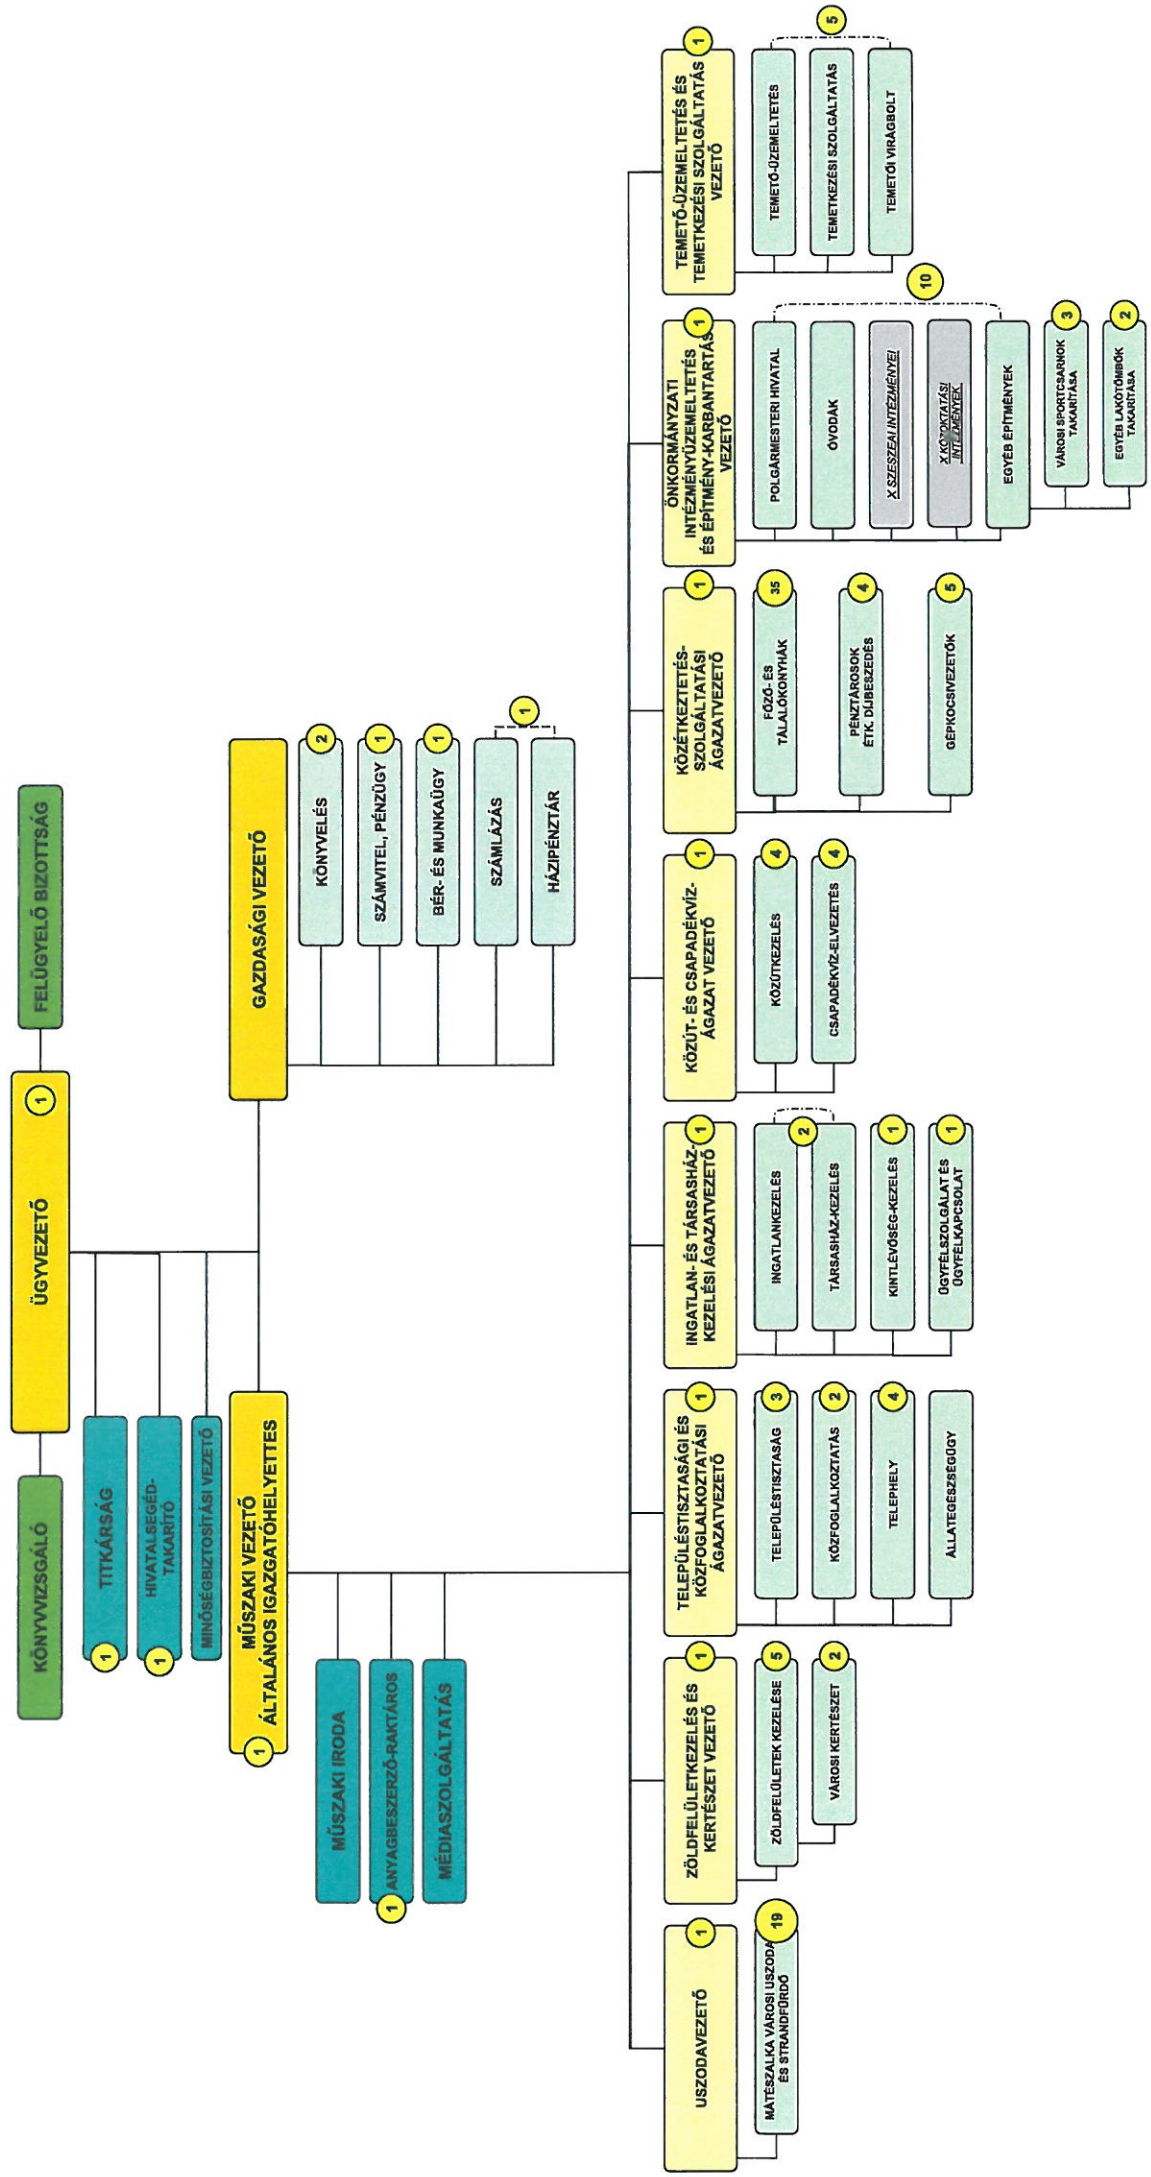 KÖNYVVIZSGÁLÓ
ÜGYVEZETŐ
1
FELÜGYELŐ BIZOTTSÁG
TITKÁRSÁG
1
HIVATALSEGÉD-
TAKARÍTÓ
1
MINŐSÉGBIZTOSÍTÁSI VEZETŐ
MŰSZAKI VEZETŐ
ÁLTALÁNOS IGAZGATÓHELYETTES
1
GAZDASÁGI VEZETŐ
MŰSZAKI IRODA
ANYAGBESZERZŐ-RAKTÁROS
1
MÉDIASZOLGÁLTATÁS
KÖNYVELÉS
2
SZÁMVITEL, PÉNZÜGY
1
BÉR- ÉS MUNKAÜGY
1
SZÁMLÁZÁS
HÁZIPÉNZTÁR
1
USZODAVEZETŐ
1
MÁTÉSZALKA VÁROSI USZODA
ÉS STRANDFÜRDŐ
19
ZÖLDFELÜLETKEZELÉS ÉS
KERTÉSZET VEZETŐ
1
ZÖLDFELÜLETEK KEZELÉSE
5
VÁROSI KERTÉSZET
2
TELEPÜLÉSTISZTASÁGI ÉS
KÖZFOGLALKOZTATÁSI
ÁGAZATVEZETŐ
1
TELEPÜLÉSTISZTASÁG
3
KÖZFOGLALKOZTATÁS
2
TELEPHELY
4
ÁLLATEGÉSZSÉGÜGY
INGATLAN- ÉS TÁRSASHÁZ-
KEZELÉSI ÁGAZATVEZETŐ
1
INGATLANKEZELÉS
TÁRSASHÁZ-KEZELÉS
2
KINTLÉVŐSÉG-KEZELÉS
1
ÜGYFÉLSZOLGÁLAT ÉS
ÜGYFÉLKAPCSOLAT
1
KÖZÚT- ÉS CSAPADÉKVÍZ-
ÁGAZAT VEZETŐ
1
KÖZÚTKEZELÉS
4
CSAPADÉKVÍZ-ELVEZETÉS
4
KÖZÉTKEZTETÉS-
SZOLGÁLTATÁSI
ÁGAZATVEZETŐ
1
FŐZŐ- ÉS
TÁLALÓKONYHÁK
35
PÉNZTÁROSOK
ÉTK. DÍJBESZEDÉS
4
GÉPKOCSIVEZETŐK
5
ÖNKORMÁNYZATI
INTÉZMÉNYÜZEMELTETÉS
ÉS ÉPÍTMÉNY-KARBANTARTÁS
VEZETŐ
1
POLGÁRMESTERI HIVATAL
ÓVODÁK
X SZESZEAI INTÉZMÉNYEI
X KÖZOKTATÁSI
INTÉZMÉNYEK
EGYÉB ÉPÍTMÉNYEK
10
VÁROSI SPORTCSARNOK
TAKARÍTÁSA
3
EGYÉB LAKÓTÖMBÖK
TAKARÍTÁSA
2
TEMETŐ-ÜZEMELTETÉS ÉS
TEMETKEZÉSI SZOLGÁLTATÁS
VEZETŐ
1
TEMETŐ-ÜZEMELTETÉS
TEMETKEZÉSI SZOLGÁLTATÁS
TEMETŐI VIRÁGBOLT
5